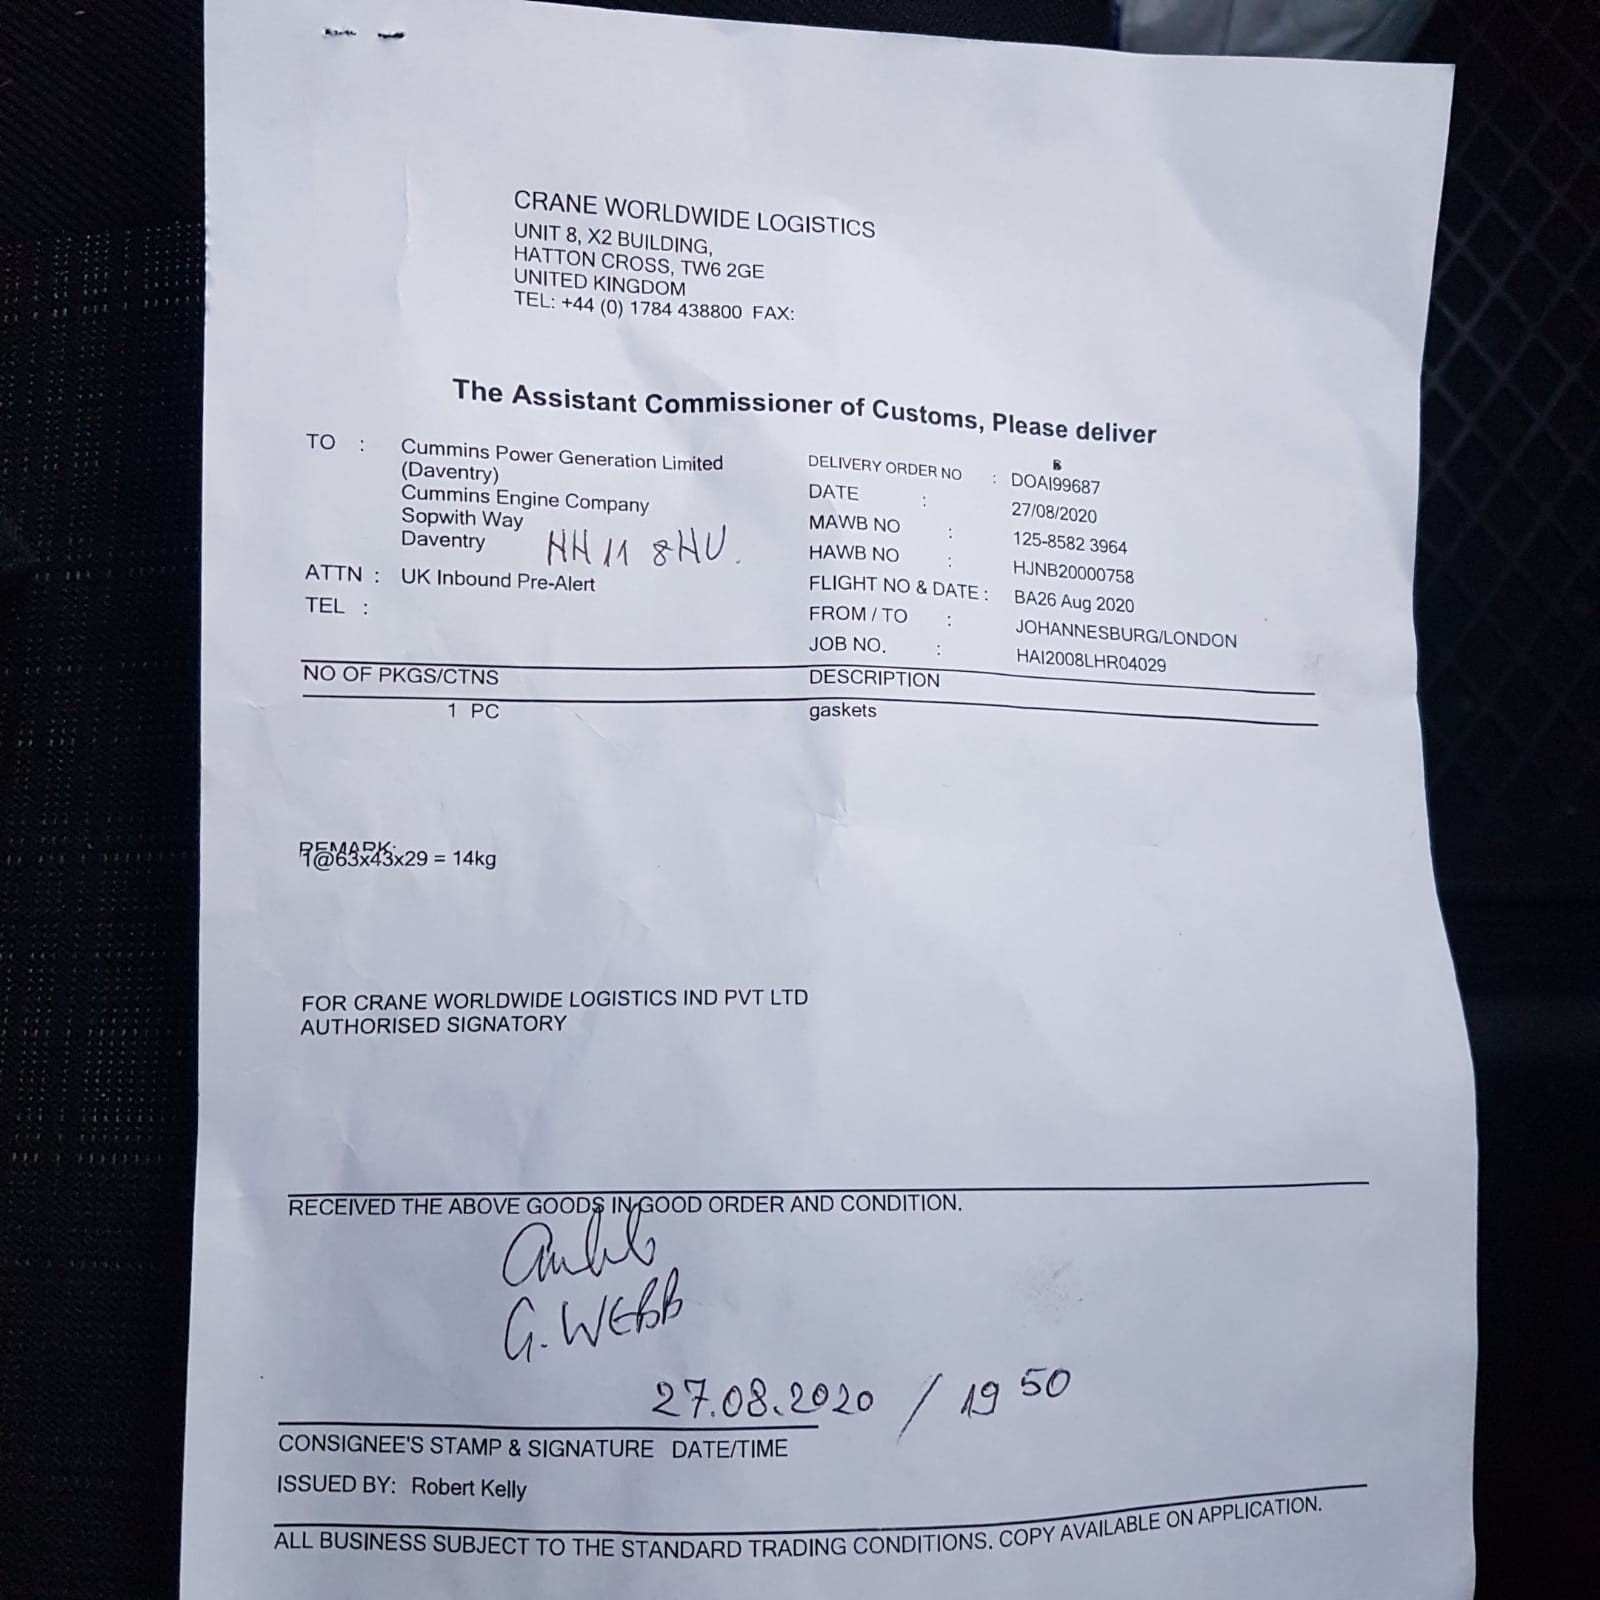 CRANE WORLDWIDE LOGISTICS
UNIT 8, X2 BUILDING,
HATTON CROSS, TW6 2GE
UNITED KINGDOM
TEL: +44 (0) 1784 438800 FAX:
The Assistant Commissioner of Customs, Please deliver
TO : Cummins Power Generation Limited
(Daventry)
Cummins Engine Company
Sopwith Way
Daventry NN11 8NU.
ATTN : UK Inbound Pre-Alert
TEL :
DELIVERY ORDER NO : DOAI99687
DATE : 27/08/2020
MAWB NO : 125-8582 3964
HAWB NO : HJNB20000758
FLIGHT NO & DATE : BA26 Aug 2020
FROM / TO : JOHANNESBURG/LONDON
JOB NO. : HAI2008LHR04029
NO OF PKGS/CTNS DESCRIPTION
1 PC gaskets
REMARK:
1@63x43x29 = 14kg
FOR CRANE WORLDWIDE LOGISTICS IND PVT LTD
AUTHORISED SIGNATORY
RECEIVED THE ABOVE GOODS IN GOOD ORDER AND CONDITION.
G. WEBB
27.08.2020 / 19 50
CONSIGNEE'S STAMP & SIGNATURE DATE/TIME
ISSUED BY: Robert Kelly
ALL BUSINESS SUBJECT TO THE STANDARD TRADING CONDITIONS. COPY AVAILABLE ON APPLICATION.